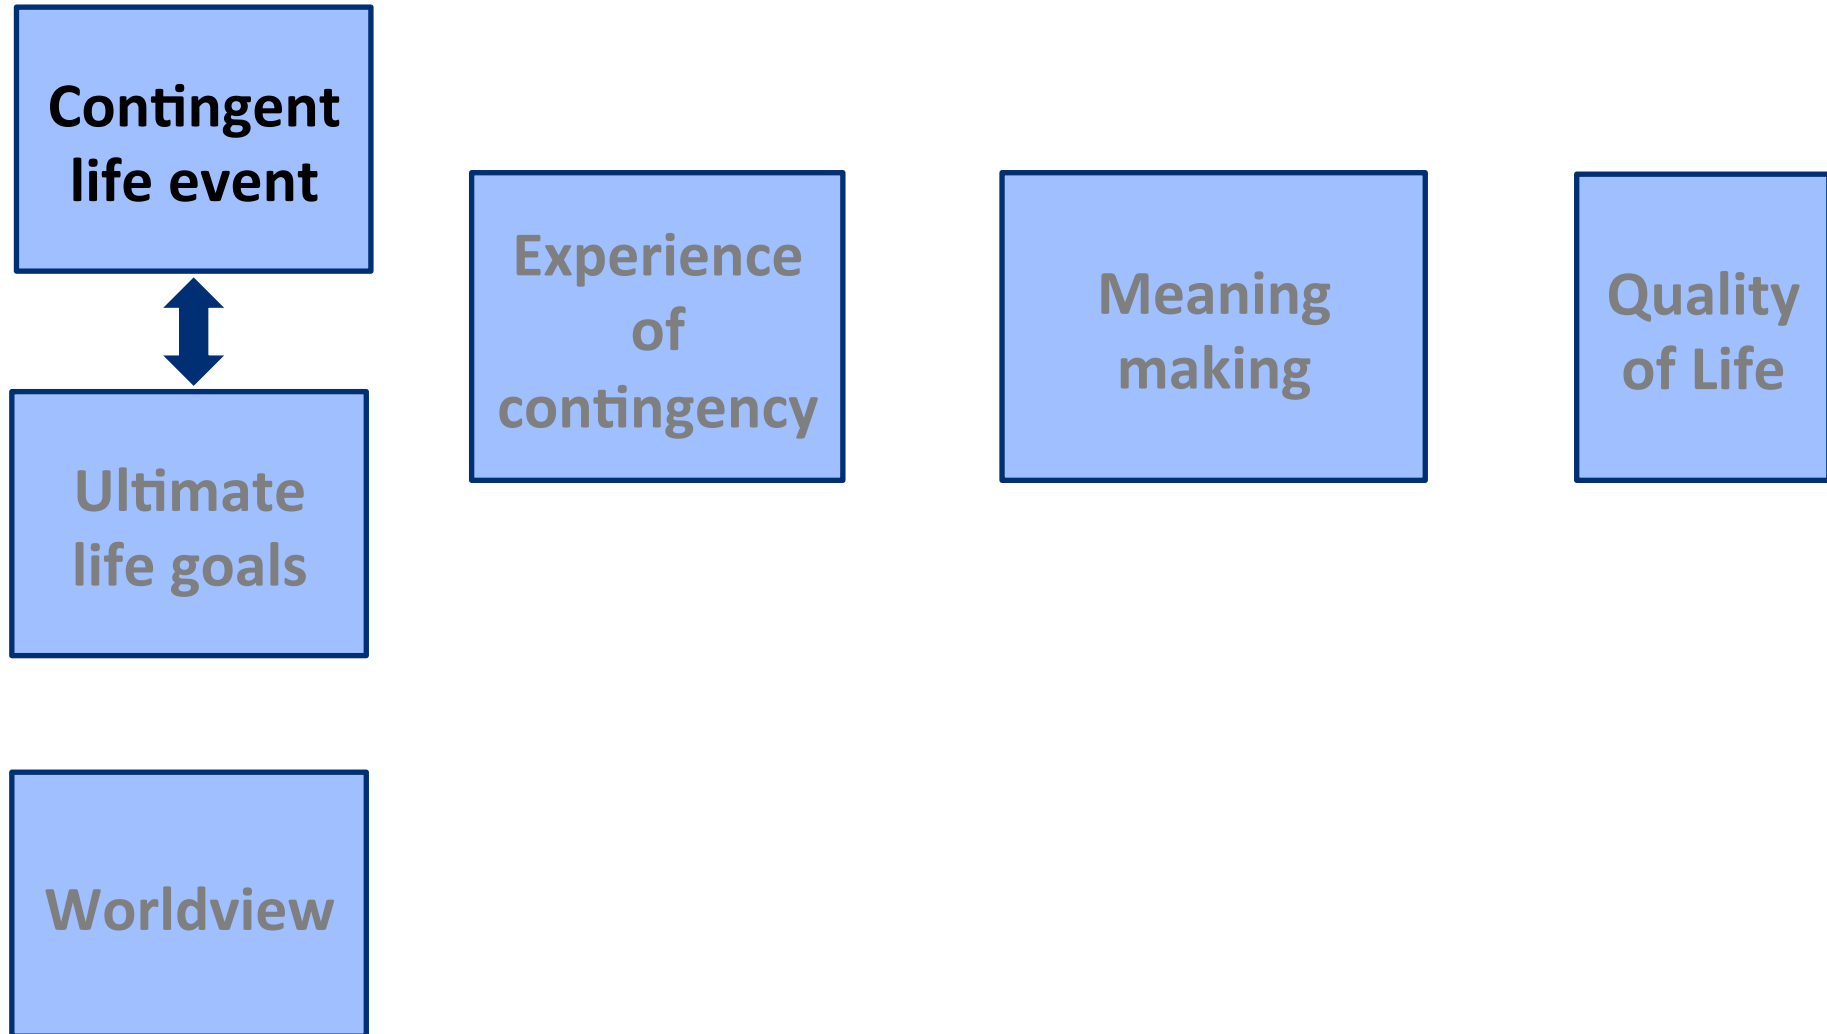 Contingent
life event
Experience
of
contingency
Meaning
making
Quality
of Life
Ultimate
life goals
Worldview